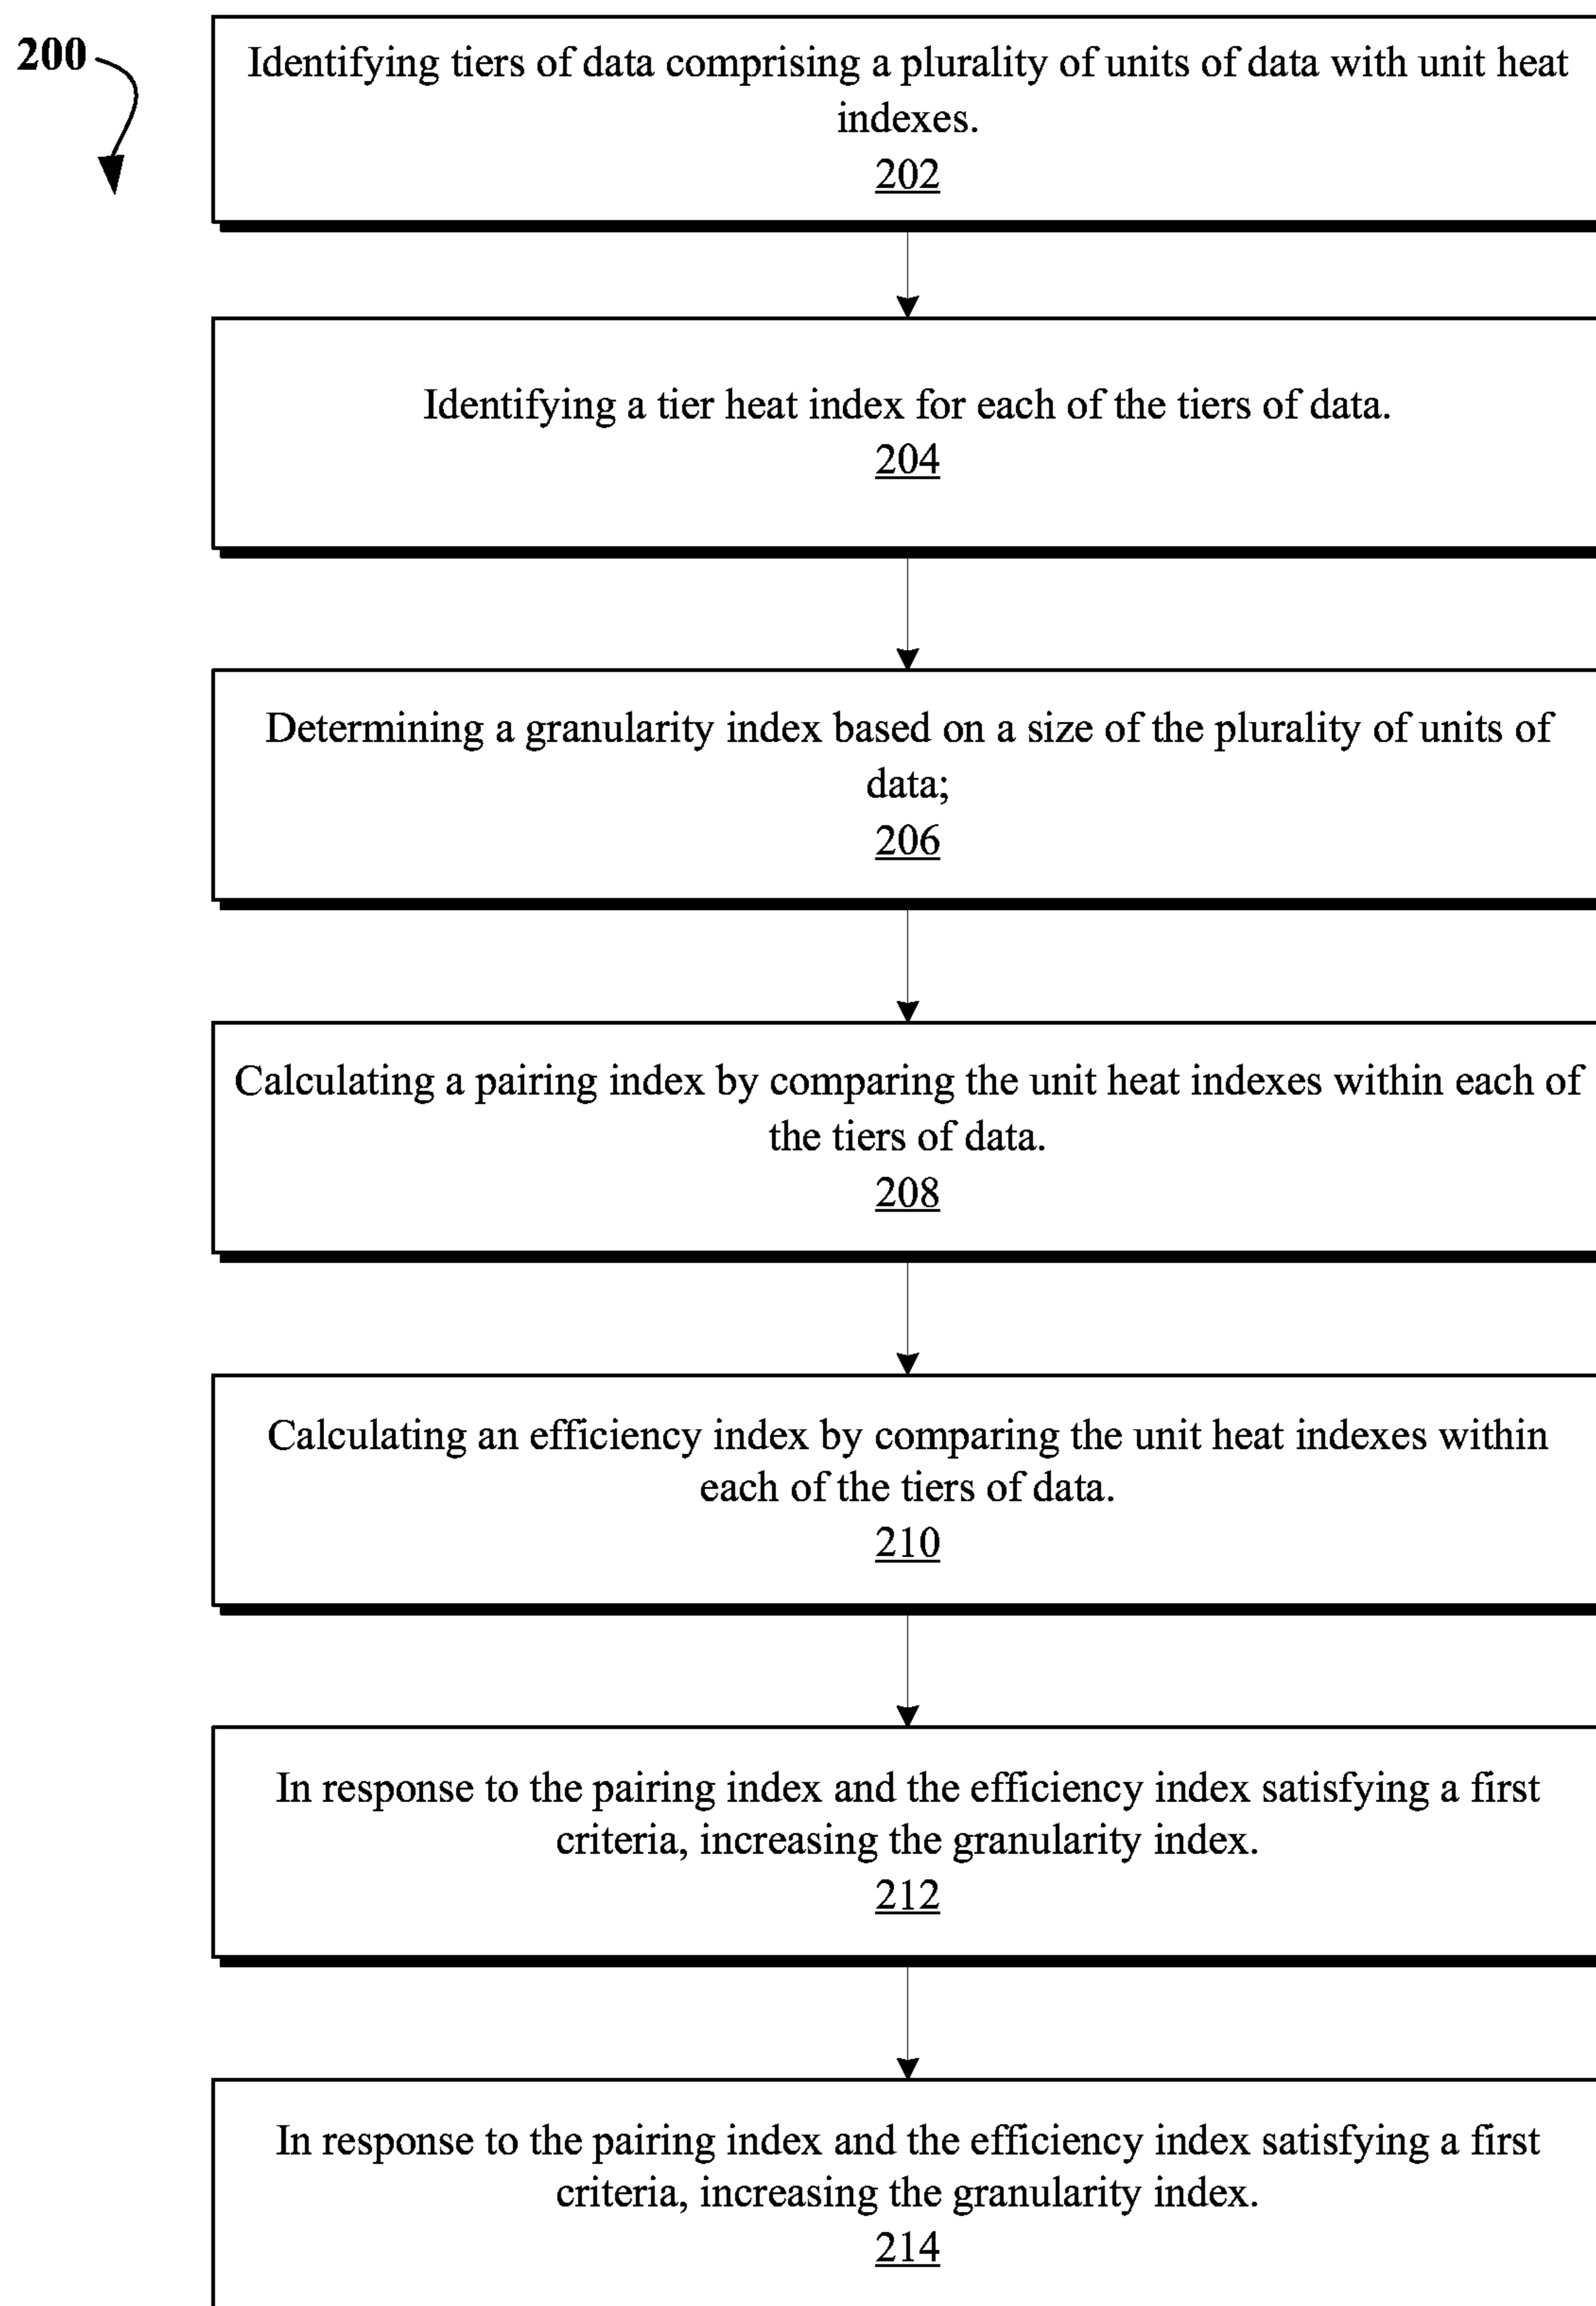 200
Identifying tiers of data comprising a plurality of units of data with unit heat
indexes.
202
Identifying a tier heat index for each of the tiers of data.
204
Determining a granularity index based on a size of the plurality of units of
data;
206
Calculating a pairing index by comparing the unit heat indexes within each of
the tiers of data.
208
Calculating an efficiency index by comparing the unit heat indexes within
each of the tiers of data.
210
In response to the pairing index and the efficiency index satisfying a first
criteria, increasing the granularity index.
212
In response to the pairing index and the efficiency index satisfying a first
criteria, increasing the granularity index.
214